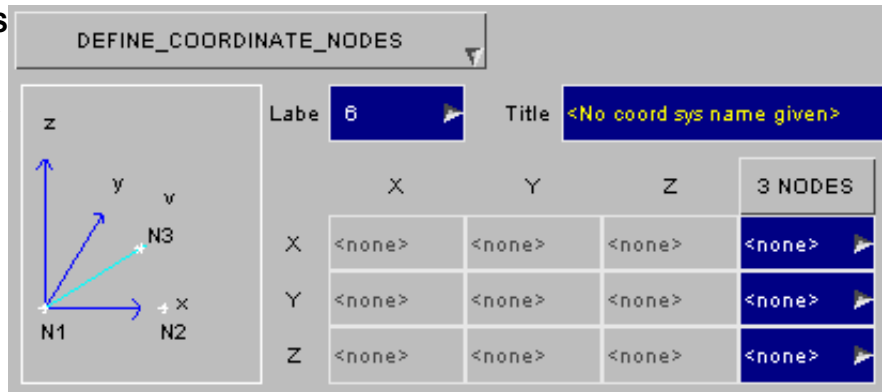 s
DEFINE_COORDINATE_NODES
Labe 6 Title <No coord sys name given>
z
y
v
N3
x
N1
N2
X Y Z 3 NODES
X <none> <none> <none> <none>
Y <none> <none> <none> <none>
Z <none> <none> <none> <none>